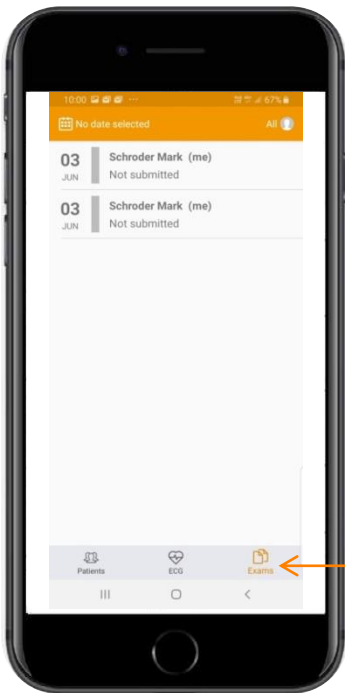 10:00 67%
No date selected All
03 Schroder Mark (me)
JUN Not submitted
03 Schroder Mark (me)
JUN Not submitted
Patients ECG Exams